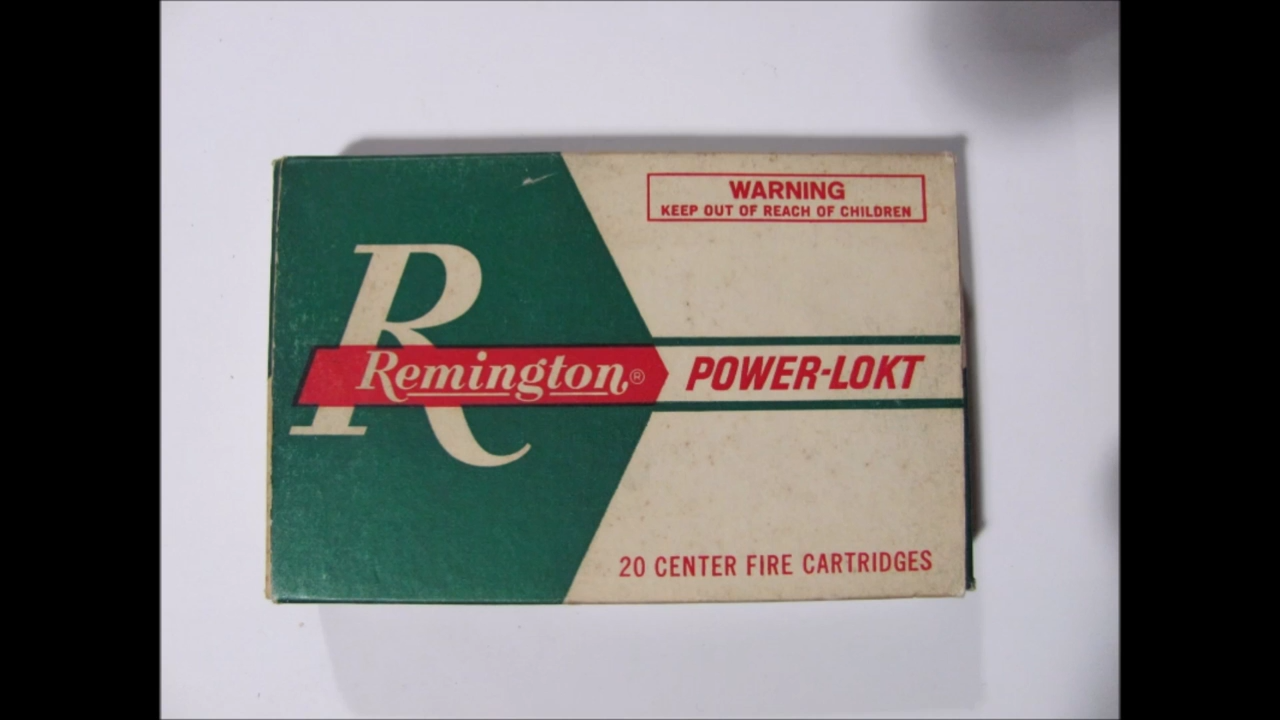 WARNING
KEEP OUT OF REACH OF CHILDREN
R
Remington®
POWER-LOKT
20 CENTER FIRE CARTRIDGES